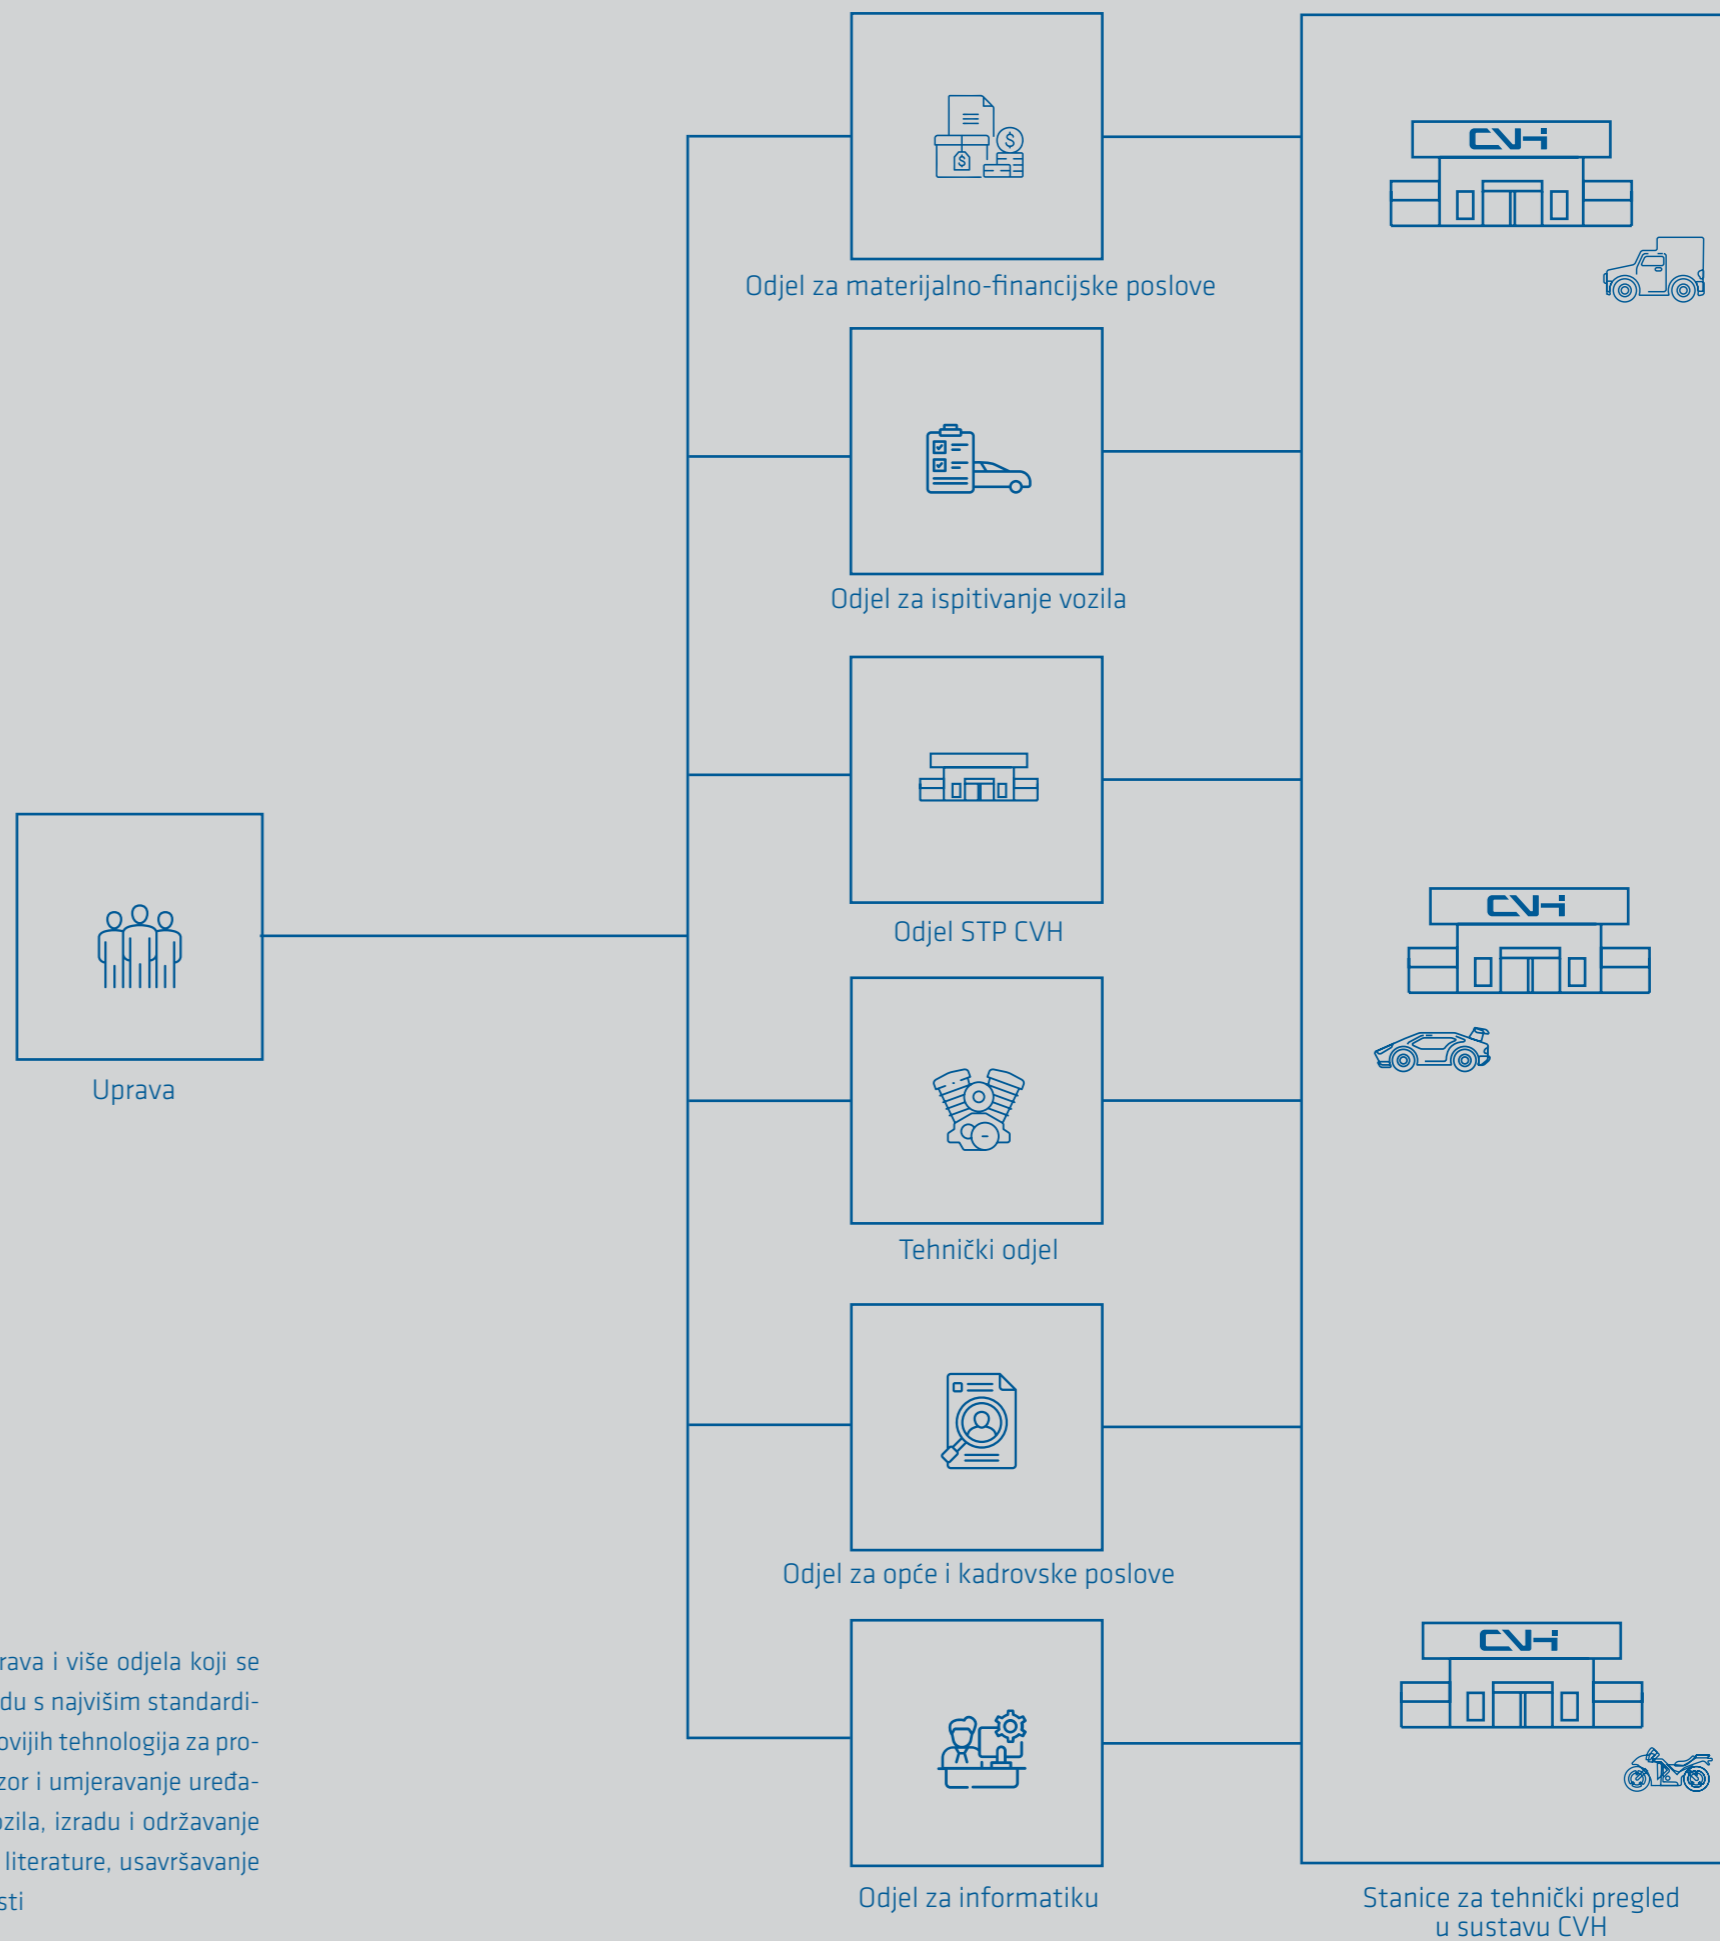 CVH
Odjel za materijalno-financijske poslove
Odjel za ispitivanje vozila
Odjel STP CVH
CVH
Uprava
Tehnički odjel
Odjel za opće i kadrovske poslove
CVH
rava i više odjela koji se
du s najvišim standardi-
ovijih tehnologija za pro-
zor i umjeravanje uređa-
ozila, izradu i održavanje
literature, usavršavanje
sti
Odjel za informatiku
Stanice za tehnički pregled
u sustavu CVH